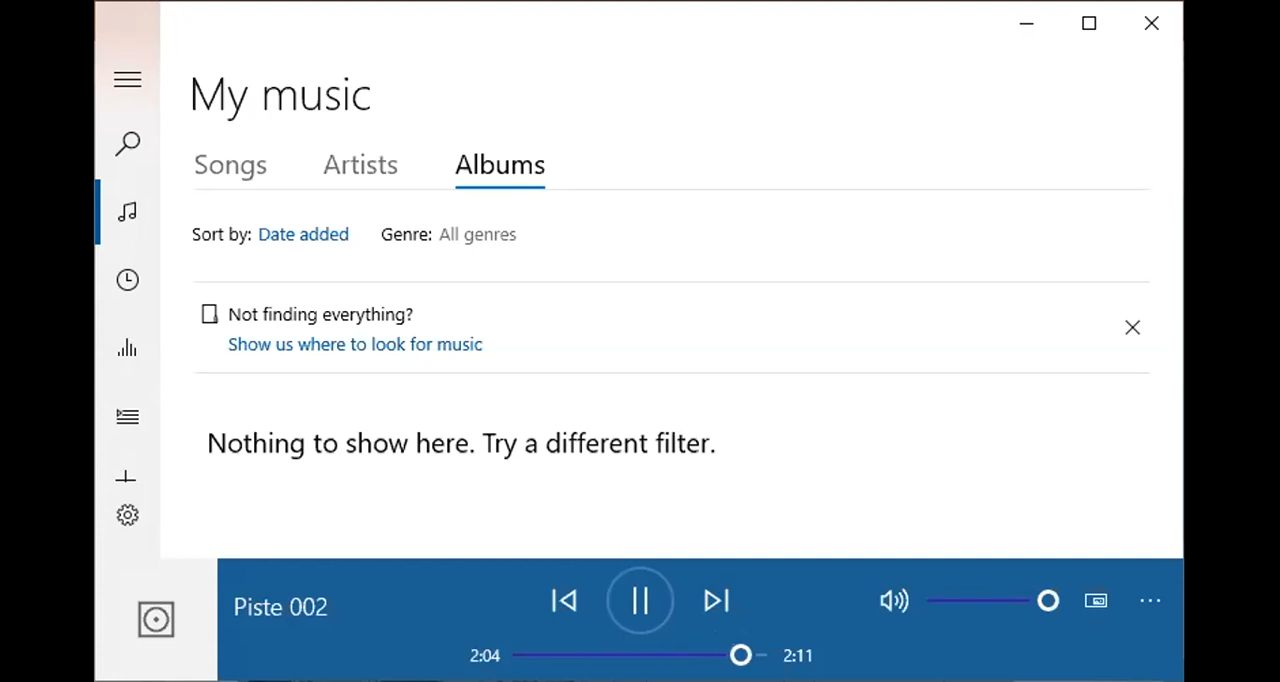 My music
Songs Artists Albums
Sort by: Date added Genre: All genres
Not finding everything?
Show us where to look for music
Nothing to show here. Try a different filter.
Piste 002
2:04 2:11